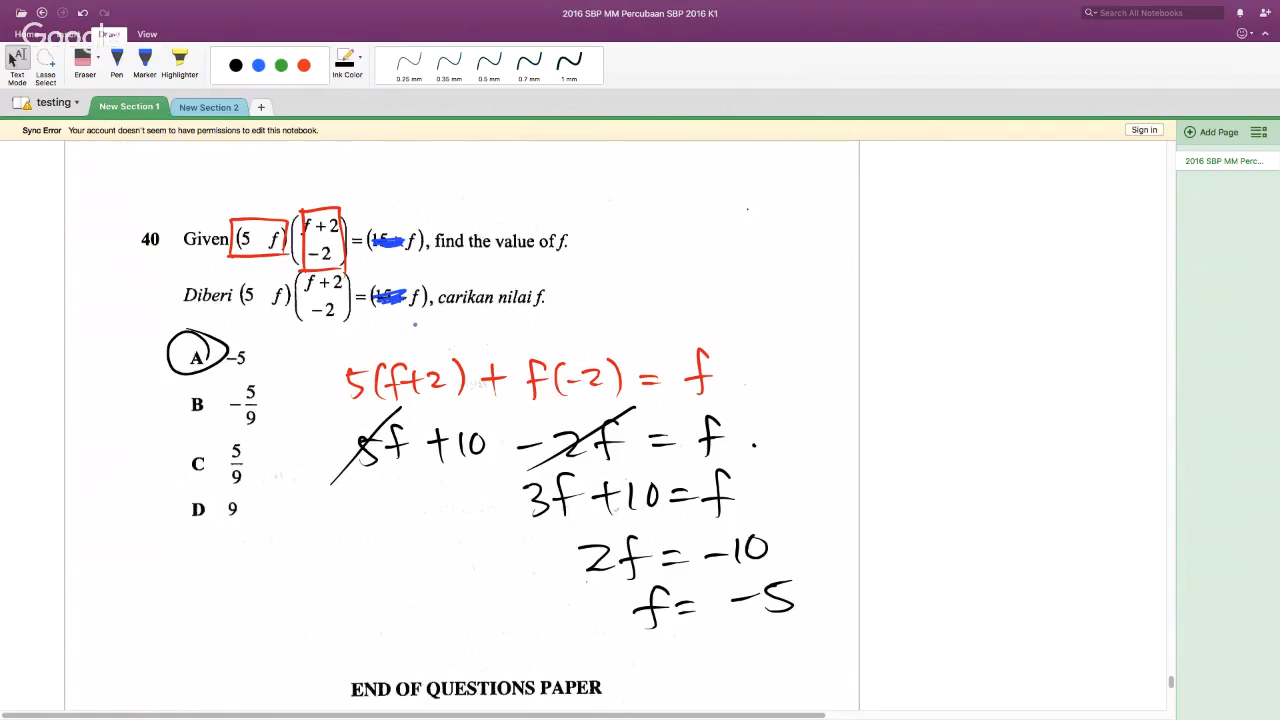 2016 SBP MM Percubaan SBP 2016 K1
Search All Notebooks
Home Insert Draw View
Text Mode
Lasso Select
Eraser
Pen
Marker
Highlighter
Ink Color
0.25 mm
0.35 mm
0.5 mm
0.7 mm
1 mm
testing
New Section 1
New Section 2
Sync Error Your account doesn't seem to have permissions to edit this notebook.
Sign in
Add Page
2016 SBP MM Perc...
40 Given (5 f) (f + 2
-2) = ( f), find the value of f.
Diberi (5 f) (f + 2
-2) = ( f), carikan nilai f.
A -5
B -5/9
C 5/9
D 9
5(f+2) + f(-2) = f
5f + 10 - 2f = f
3f + 10 = f
2f = -10
f = -5
END OF QUESTIONS PAPER